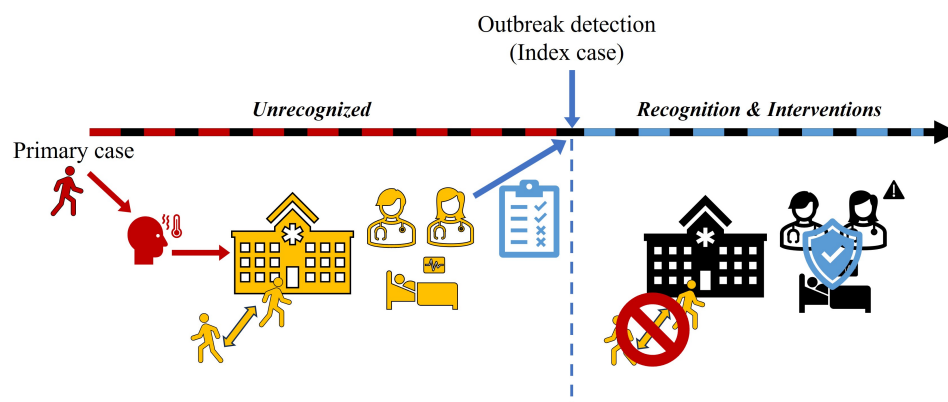 Outbreak detection
(Index case)
Unrecognized
Recognition & Interventions
Primary case